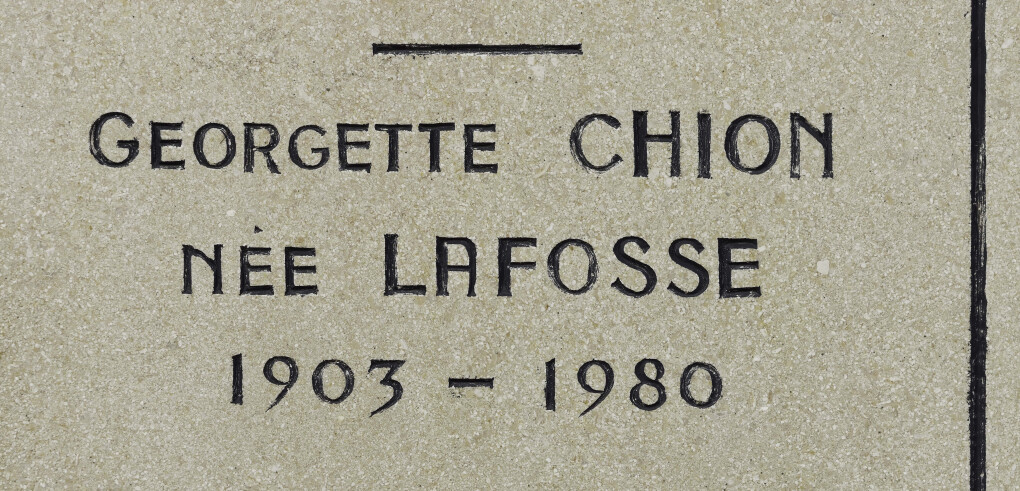 GEORGETTE CHION
NÉE LAFOSSE
1903 - 1980